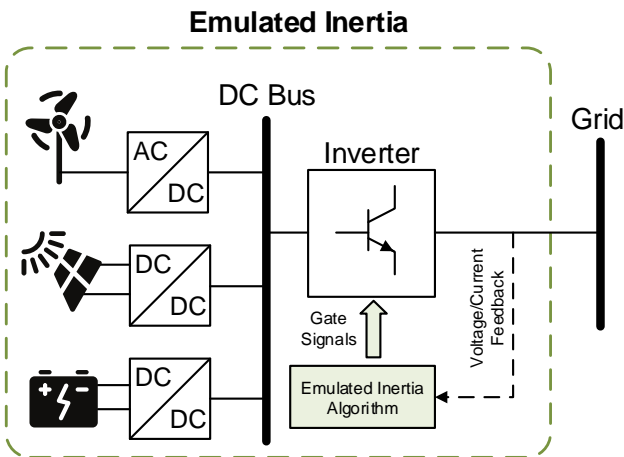 Emulated Inertia
DC Bus
Grid
AC
DC
Inverter
DC
DC
Gate
Signals
Voltage/Current
Feedback
DC
DC
Emulated Inertia
Algorithm
+ -